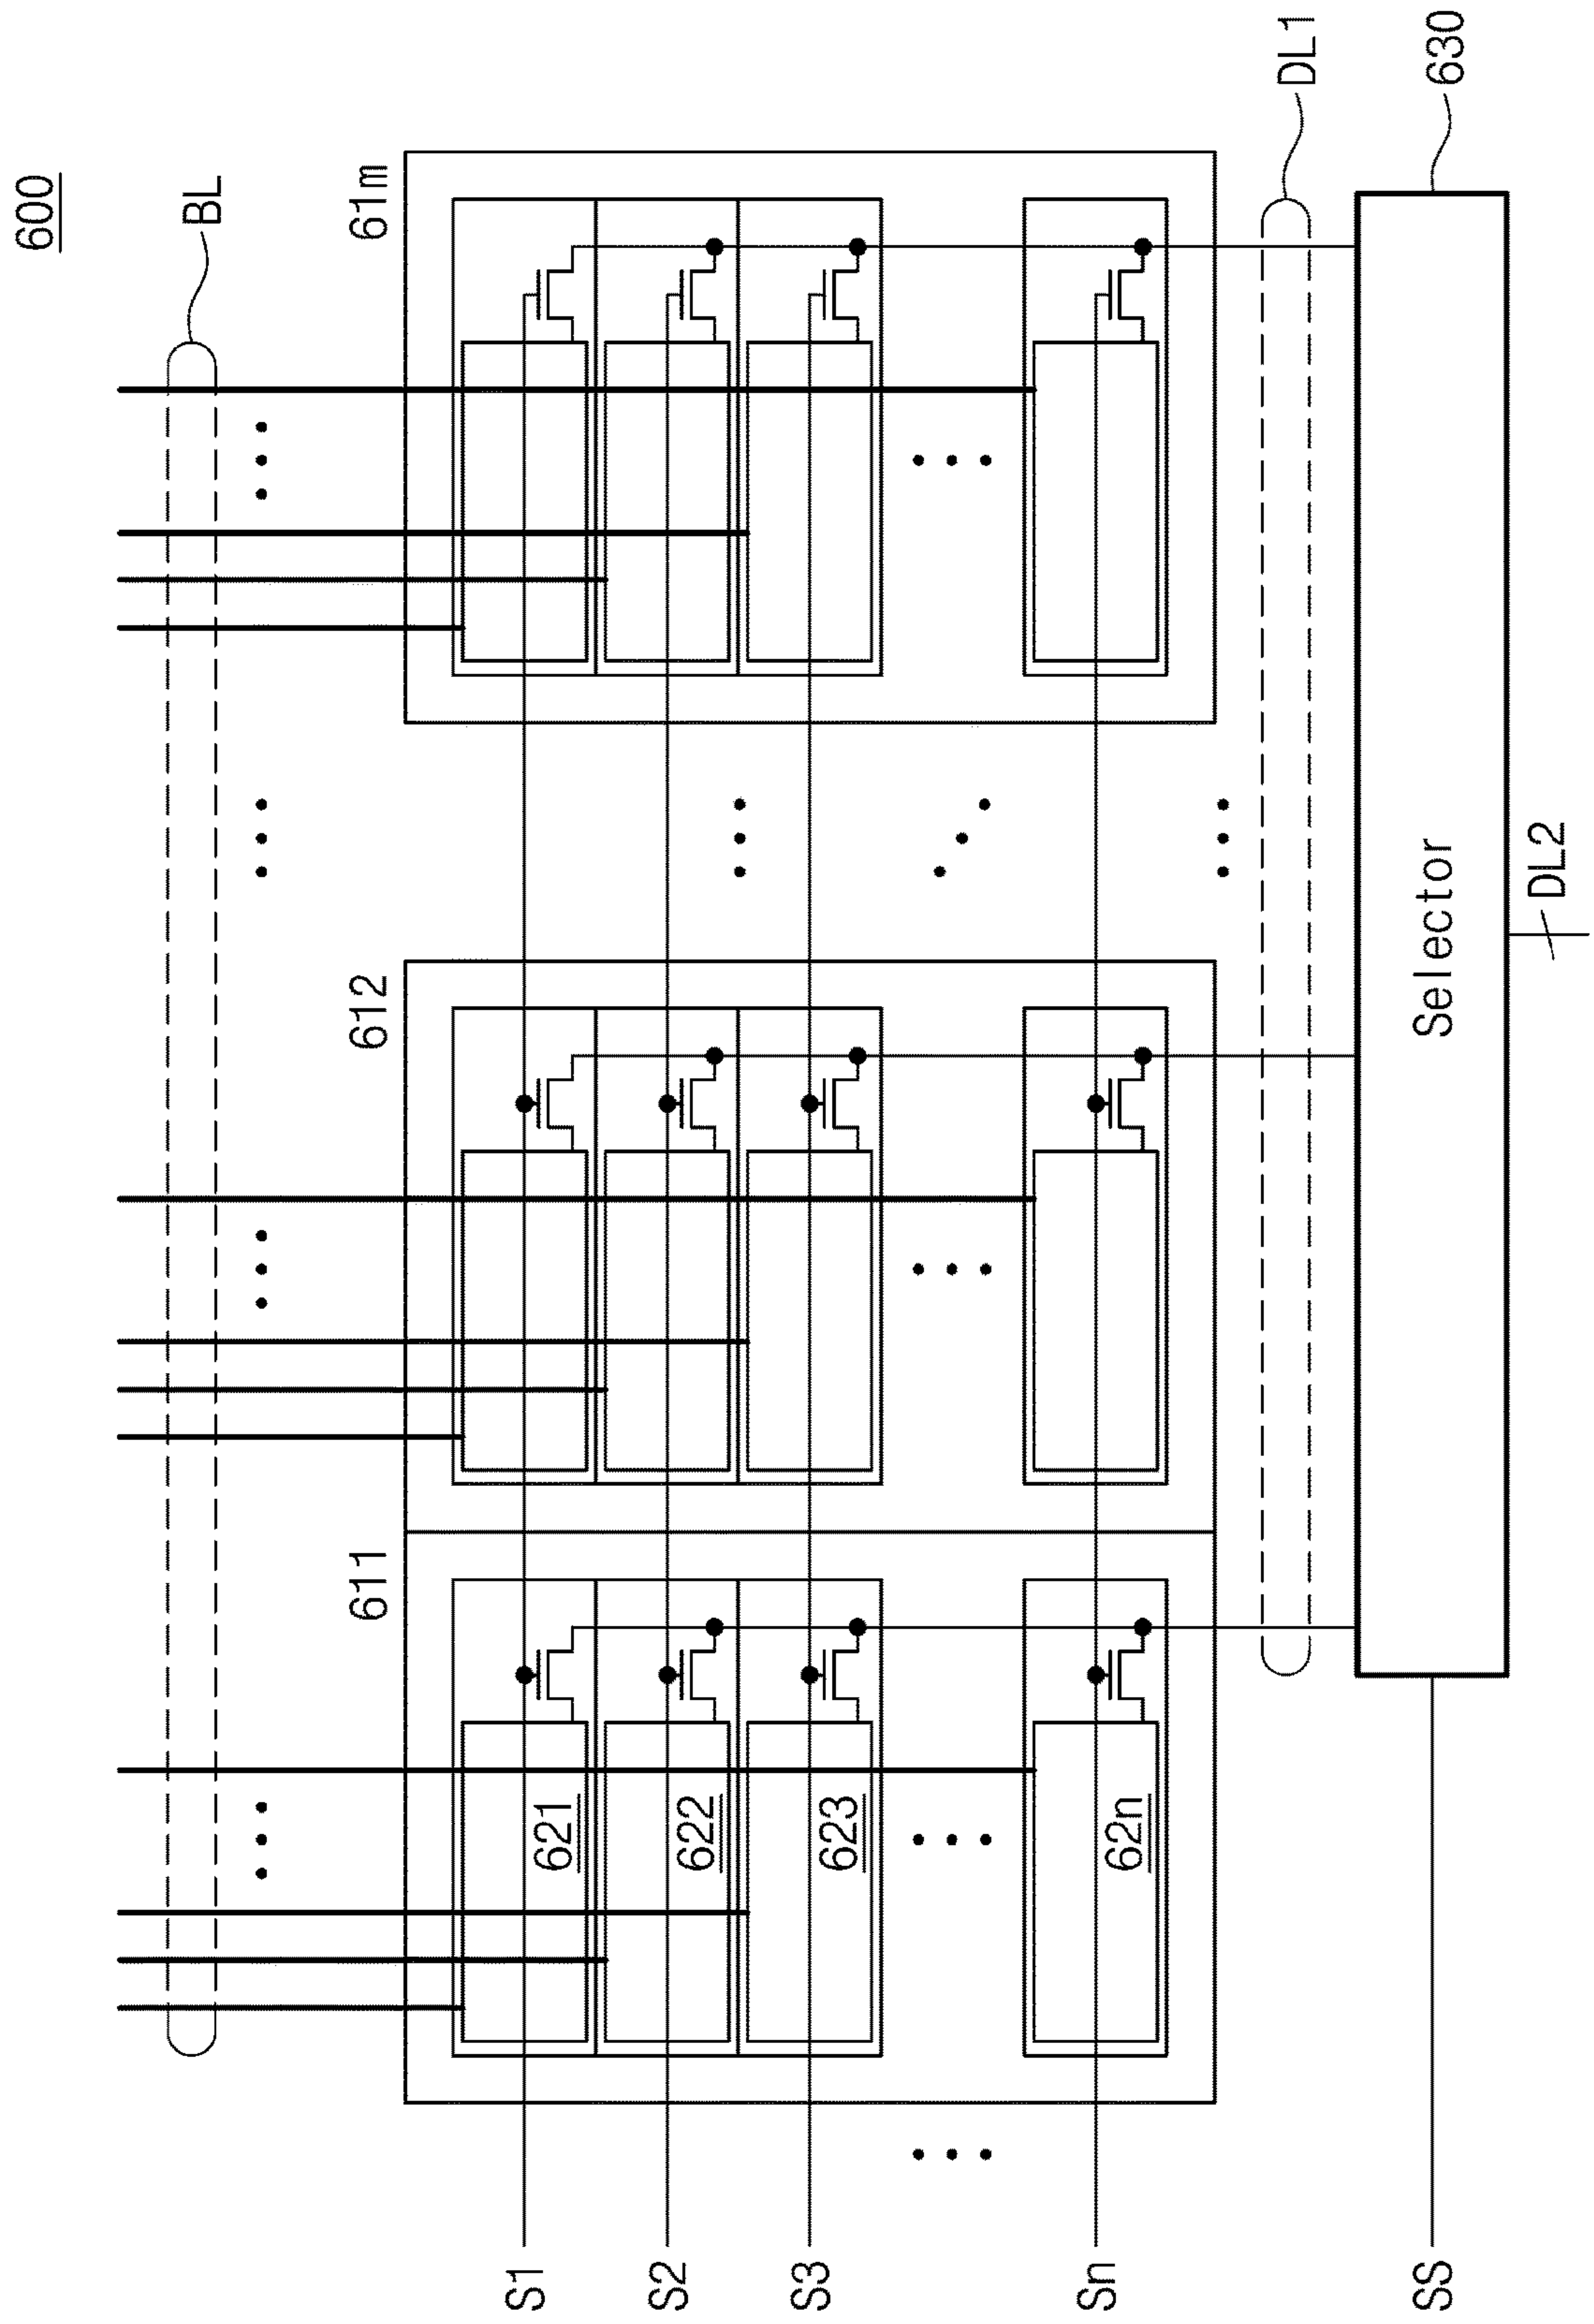 600
BL
611
612
61m
S1
621
S2
622
S3
623
Sn
62n
DL1
SS
Selector
630
DL2